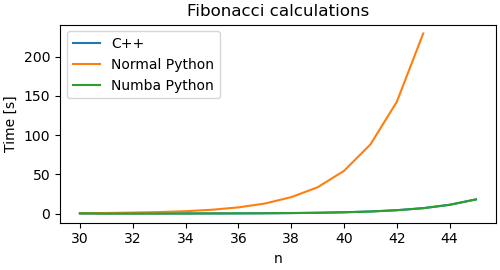 Fibonacci calculations
C++
Normal Python
Numba Python
Time [s]
200
150
100
50
0
30 32 34 36 38 40 42 44
n